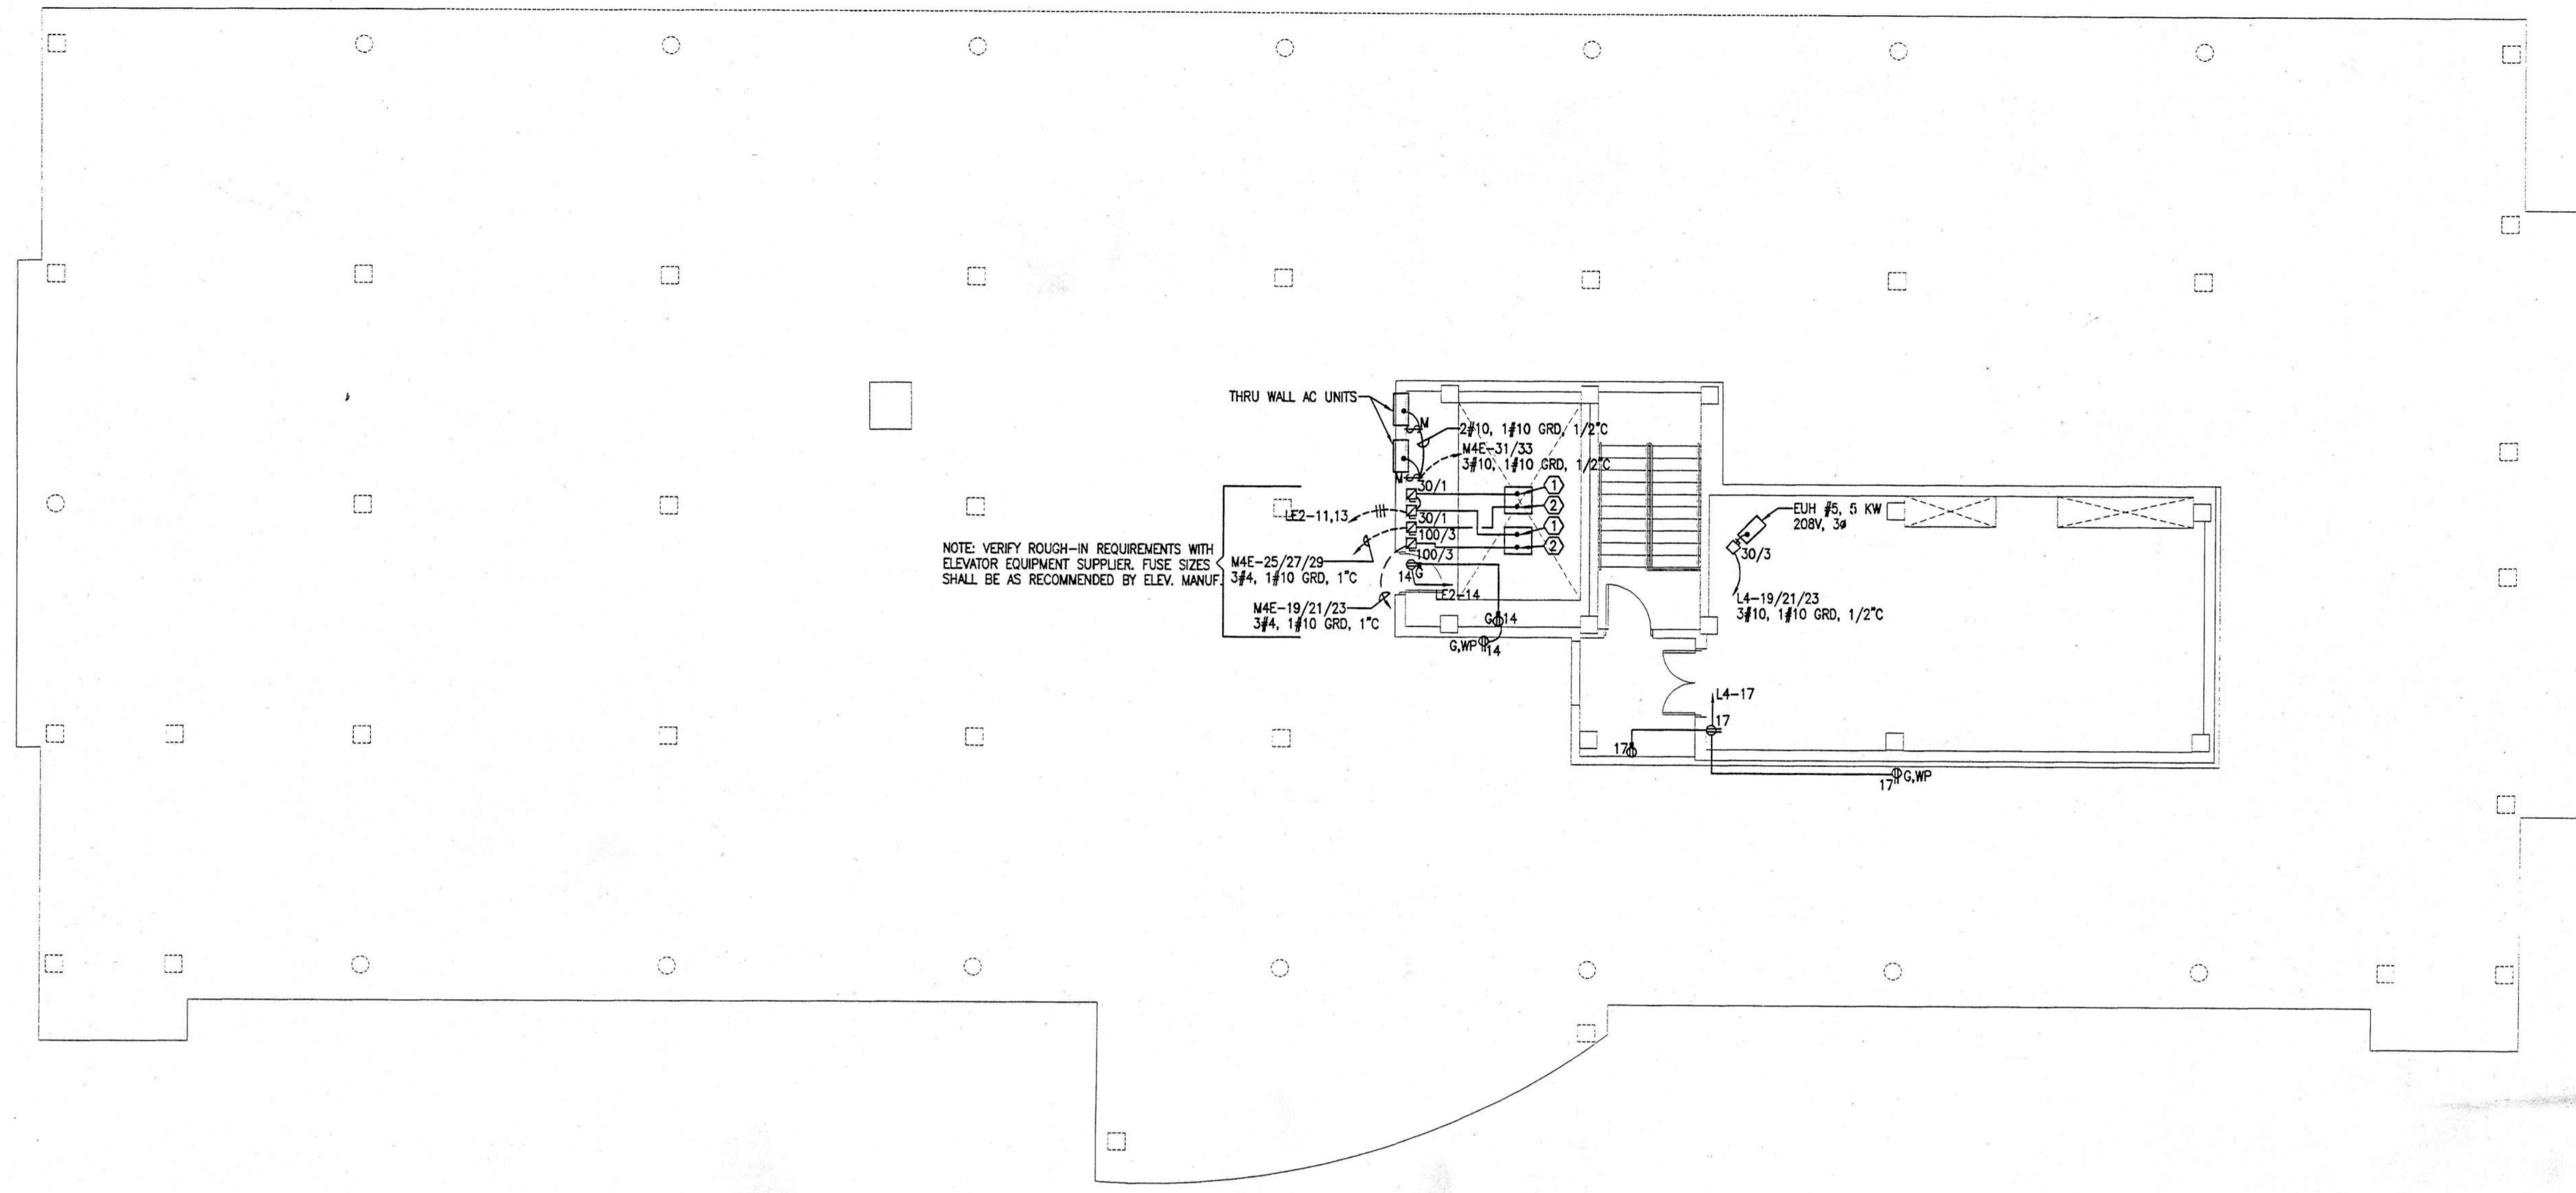 THRU WALL AC UNITS
M
2#10, 1#10 GRD, 1/2"C
M4E-31/33
3#10, 1#10 GRD, 1/2"C
M
30/1
1
2
LE2-11,13
30/1
1
100/3
2
100/3
NOTE: VERIFY ROUGH-IN REQUIREMENTS WITH
ELEVATOR EQUIPMENT SUPPLIER. FUSE SIZES
SHALL BE AS RECOMMENDED BY ELEV. MANUF.
M4E-25/27/29
3#4, 1#10 GRD, 1"C
14 G
LE2-14
M4E-19/21/23
3#4, 1#10 GRD, 1"C
G 14
G,WP 14
EUH #5, 5 KW
208V, 3ø
30/3
L4-19/21/23
3#10, 1#10 GRD, 1/2"C
L4-17
17
17
17 G,WP